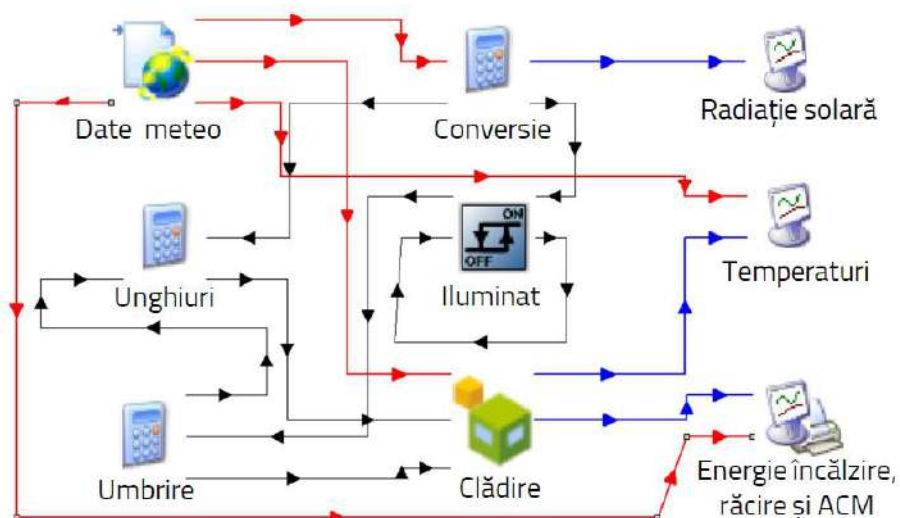 Date meteo
Conversie
Radiație solară
ON
OFF
Unghiuri
Iluminat
Temperaturi
Umbrire
Clădire
Energie încălzire,
răcire și ACM